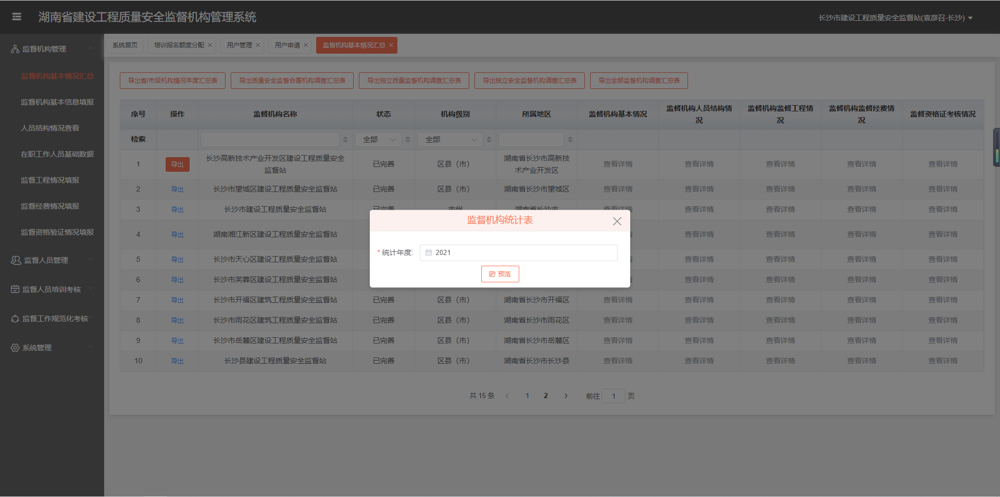 湖南省建设工程质量安全监督机构管理系统
长沙市建设工程质量安全监督站(袁彦召-长沙)
监督机构管理
监督机构基本情况汇总
监督机构基本信息填报
人员结构情况查看
在职工作人员基础数据
监督工程情况填报
监督经费情况填报
监督资格验证情况填报
监督人员管理
监督人员培训考核
监督工作规范化考核
系统管理
系统首页 培训报名额度分配 用户管理 用户申请 监督机构基本情况汇总
导出省/市级机构情况年度汇总表 导出质量安全监督合署机构调查汇总表 导出独立质量监督机构调查汇总表 导出独立安全监督机构调查汇总表 导出全部监督机构调查汇总表
序号 操作 监督机构名称 状态 机构级别 所属地区 监督机构基本情况 监督机构人员结构情况 监督机构监督工程情况 监督机构监督经费情况 监督资格证考核情况
检索 全部 全部
1 导出 长沙高新技术产业开发区建设工程质量安全监督站 已完善 区县（市） 湖南省长沙市高新技术产业开发区 查看详情 查看详情 查看详情 查看详情 查看详情
2 导出 长沙市望城区建设工程质量安全监督站 已完善 区县（市） 湖南省长沙市望城区 查看详情 查看详情 查看详情 查看详情 查看详情
3 导出 长沙市建设工程质量安全监督站 已完善 市州 湖南省长沙市 查看详情 查看详情 查看详情 查看详情 查看详情
4 导出 湖南湘江新区建设工程质量安全监督站 查看详情 查看详情 查看详情 查看详情
5 导出 长沙市天心区建设工程质量安全监督站 查看详情 查看详情 查看详情 查看详情
6 导出 长沙市芙蓉区建设工程质量安全监督站 查看详情 查看详情 查看详情 查看详情
7 导出 长沙市开福区建筑工程质量安全监督站 已完善 区县（市） 湖南省长沙市开福区 查看详情 查看详情 查看详情 查看详情 查看详情
8 导出 长沙市雨花区建筑工程质量安全监督站 已完善 区县（市） 湖南省长沙市雨花区 查看详情 查看详情 查看详情 查看详情 查看详情
9 导出 长沙市岳麓区建设工程质量安全监督站 已完善 区县（市） 湖南省长沙市岳麓区 查看详情 查看详情 查看详情 查看详情 查看详情
10 导出 长沙县建设工程质量安全监督站 已完善 区县（市） 湖南省长沙市长沙县 查看详情 查看详情 查看详情 查看详情 查看详情
共 15 条 1 2 前往 1 页
监督机构统计表
* 统计年度: 2021
预览